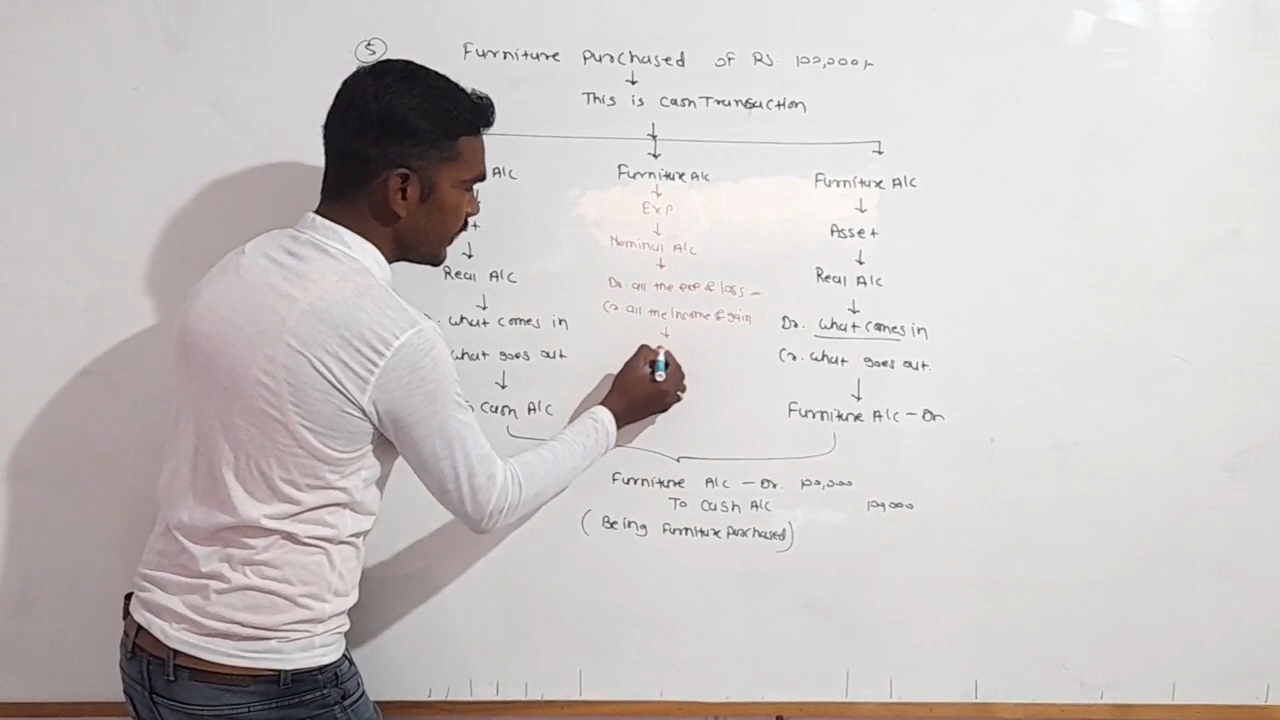 5 Furniture purchased of Rs. 100,000/-
This is cash Transaction
A/c
Real A/c
what comes in
what goes out
cash A/c
Furniture A/c
Exp
Nominal A/c
Dr. all the exp & loss -
Cr. all the Income & gain
Furniture A/c
Asset
Real A/c
Dr. what comes in
Cr. what goes out.
Furniture A/c - Dr
Furniture A/c - Dr. 100,000
To cash A/c 100,000
(Being Furniture purchased)